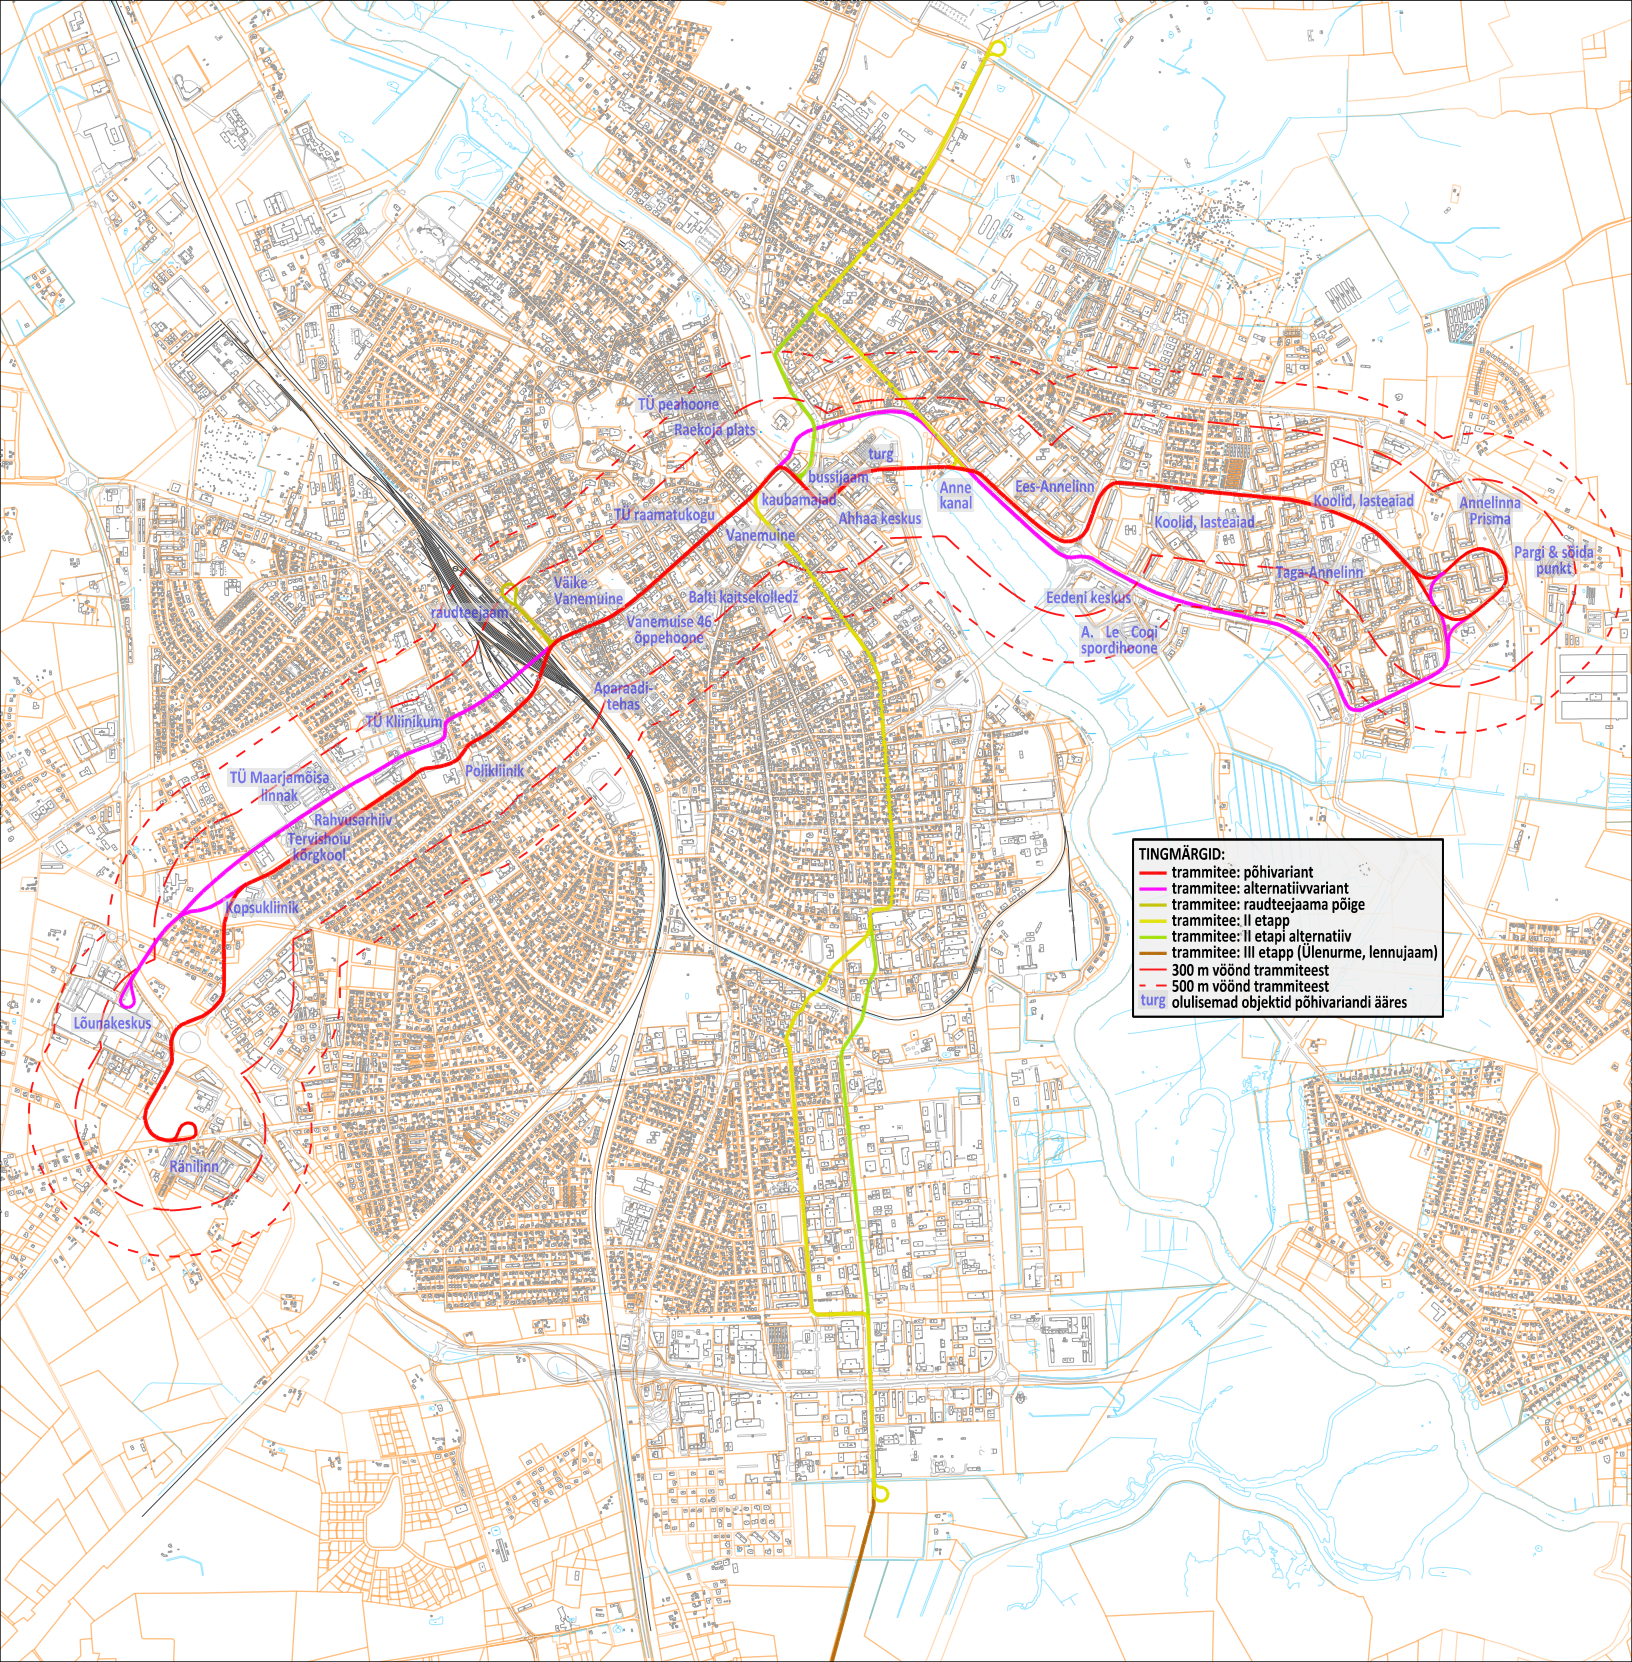 TÜ peahoone
Raekoja plats
turg
bussijaam
kaubamajad
Ahhaa keskus
Anne
kanal
Ees-Annelinn
Koolid, lasteaiad
Koolid, lasteaiad
Annelinna
Prisma
Pargi & sõida
punkt
TÜ raamatukogu
Vanemuine
Taga-Annelinn
Väike
Vanemuine
raudteejaam
Balti kaitsekolledž
Eedeni keskus
Vanemuise 46
õppehoone
A. Le Coqi
spordihoone
Aparaadi-
tehas
TÜ Kliinikum
Polikliinik
TÜ Maarjamõisa
linnak
Rahvusarhiiv
Tervishoiu
kõrgkool
Kopsukliinik
Lõunakeskus
Ränilinn
TINGMÄRGID:
trammitee: põhivariant
trammitee: alternatiivvariant
trammitee: raudteejaama põige
trammitee: II etapp
trammitee: II etapi alternatiiv
trammitee: III etapp (Ülenurme, lennujaam)
300 m vöönd trammiteest
500 m vöönd trammiteest
turg olulisemad objektid põhivariandi ääres